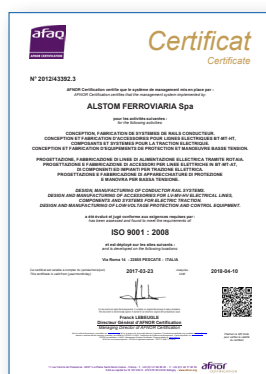 afaq
Certificat
Certificate
N° 2012/43392.3
AFNOR Certification certifie que le système de management mis en place par :
AFNOR Certification certifies that the management system implemented by:
ALSTOM FERROVIARIA Spa
pour les activités suivantes :
for the following activities:
CONCEPTION, FABRICATION DE SYSTEMES DE RAILS CONDUCTEUR.
CONCEPTION ET FABRICATION D'ACCESSOIRES POUR LIGNES ELECTRIQUES BT-MT-HT,
COMPOSANTS ET SYSTEMES POUR LA TRACTION ELECTRIQUE.
CONCEPTION ET FABRICATION D'EQUIPEMENTS DE PROTECTION ET MANOEUVRE BASSE TENSION.
PROGETTAZIONE, FABBRICAZIONE DI LINEE DI ALIMENTAZIONE ELETTRICA TRAMITE ROTAIA.
PROGETTAZIONE E FABBRICAZIONE DI ACCESSORI PER LINEE ELETTRICHE IN BT-MT-AT,
DI COMPONENTI ED IMPIANTI PER TRAZIONE ELETTRICA.
PROGETTAZIONE E FABBRICAZIONE DI APPARECCHIATURE DI PROTEZIONE
E MANOVRA PER BASSA TENSIONE.
DESIGN, MANUFACTURING OF CONDUCTOR RAIL SYSTEMS.
DESIGN AND MANUFACTURING OF ACCESSORIES FOR LV-MV-HV ELECTRICAL LINES,
COMPONENTS AND SYSTEMS FOR ELECTRIC TRACTION.
DESIGN AND MANUFACTURING OF LOW-VOLTAGE PROTECTION AND CONTROL EQUIPMENT.
a été évalué et jugé conforme aux exigences requises par :
has been assessed and found to meet the requirements of:
ISO 9001 : 2008
et est déployé sur les sites suivants :
and is developed on the following locations:
Via Rome 14 - 23855 PESCATE - ITALIA
2017-03-23
2018-04-10
Franck LEBEUGLE
Directeur Général d'AFNOR Certification
Managing Director of AFNOR Certification
afnor